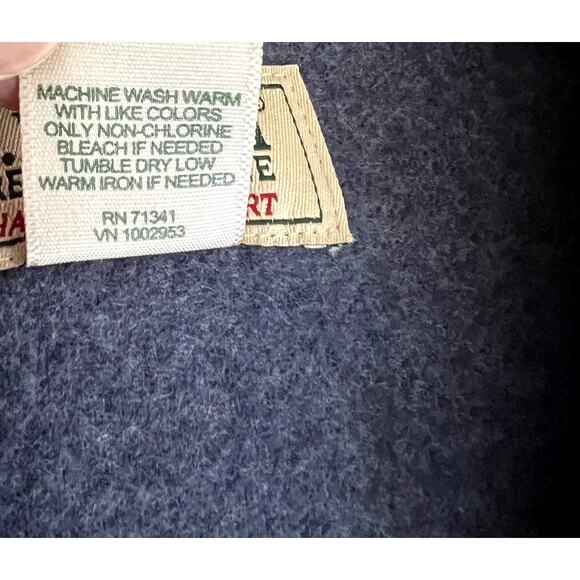 MACHINE WASH WARM
WITH LIKE COLORS
ONLY NON-CHLORINE
BLEACH IF NEEDED
TUMBLE DRY LOW
WARM IRON IF NEEDED
RN 71341
VN 1002953